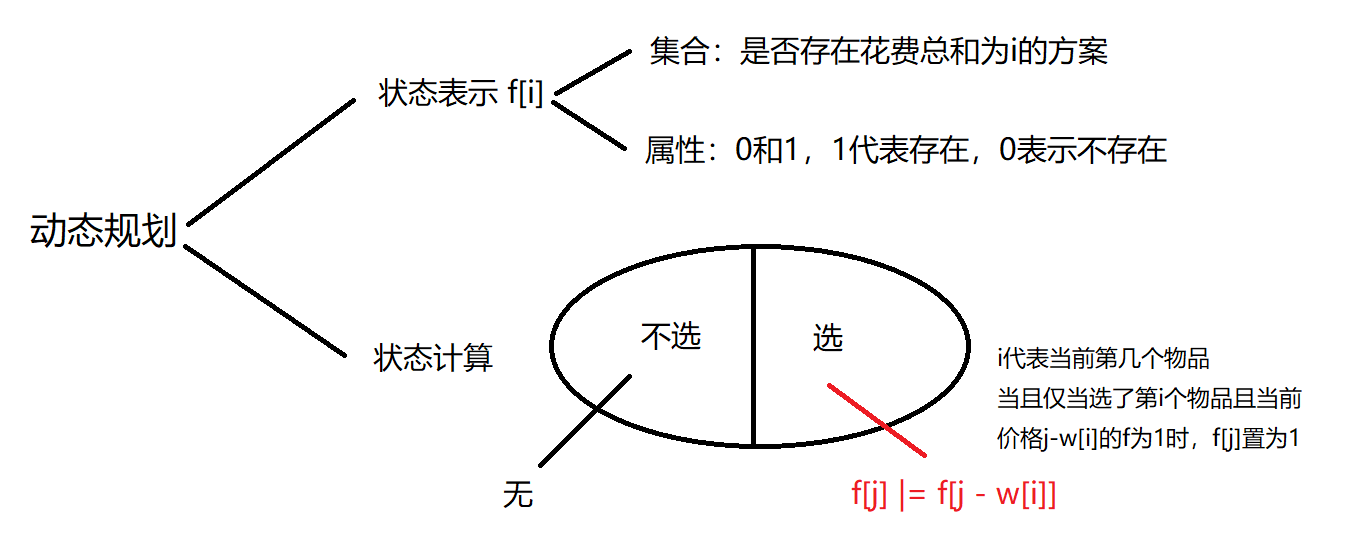 集合：是否存在花费总和为i的方案
状态表示 f[i]
属性：0和1，1代表存在，0表示不存在
动态规划
状态计算
不选
选
i代表当前第几个物品
当且仅当选了第i个物品且当前
价格j-w[i]的f为1时，f[j]置为1
无
f[j] |= f[j - w[i]]